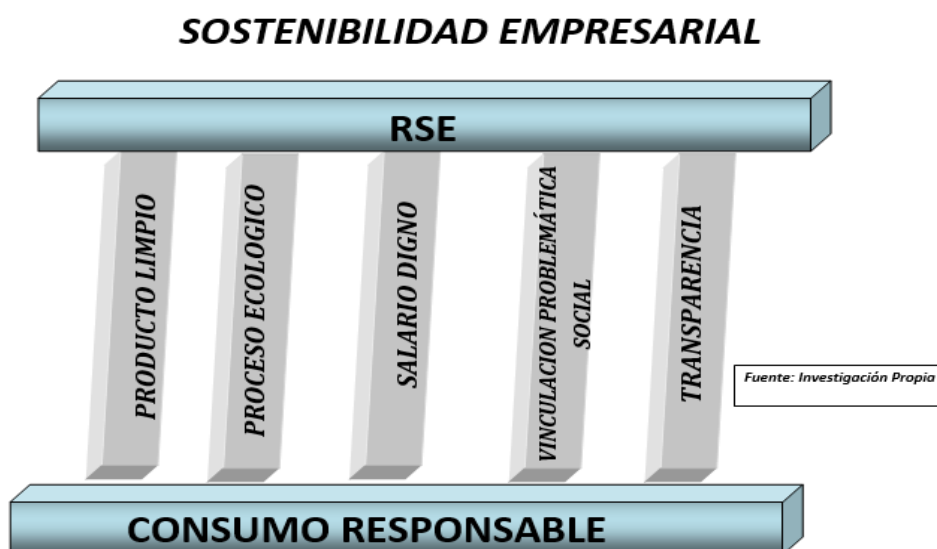 SOSTENIBILIDAD EMPRESARIAL
RSE
PRODUCTO LIMPIO
PROCESO ECOLOGICO
SALARIO DIGNO
VINCULACION PROBLEMÁTICA
SOCIAL
TRANSPARENCIA
Fuente: Investigación Propia
CONSUMO RESPONSABLE